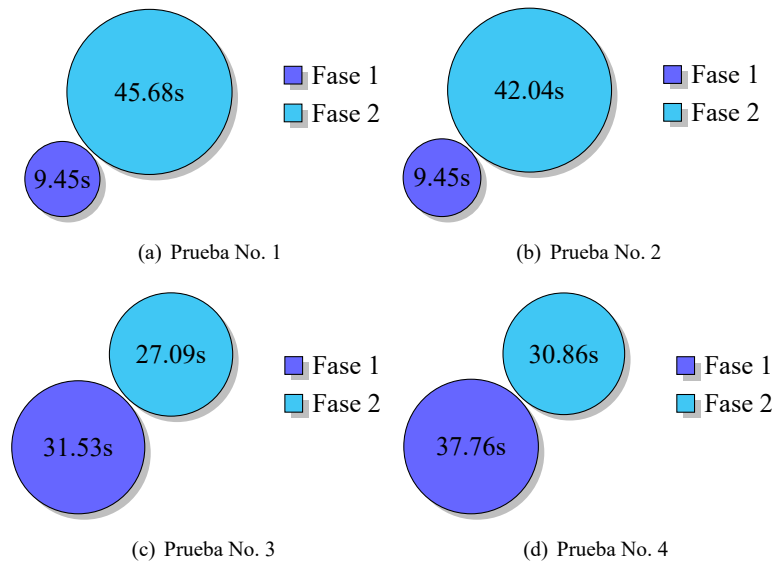 45.68s
9.45s
Fase 1
Fase 2
(a) Prueba No. 1
42.04s
9.45s
Fase 1
Fase 2
(b) Prueba No. 2
27.09s
31.53s
Fase 1
Fase 2
(c) Prueba No. 3
30.86s
37.76s
Fase 1
Fase 2
(d) Prueba No. 4